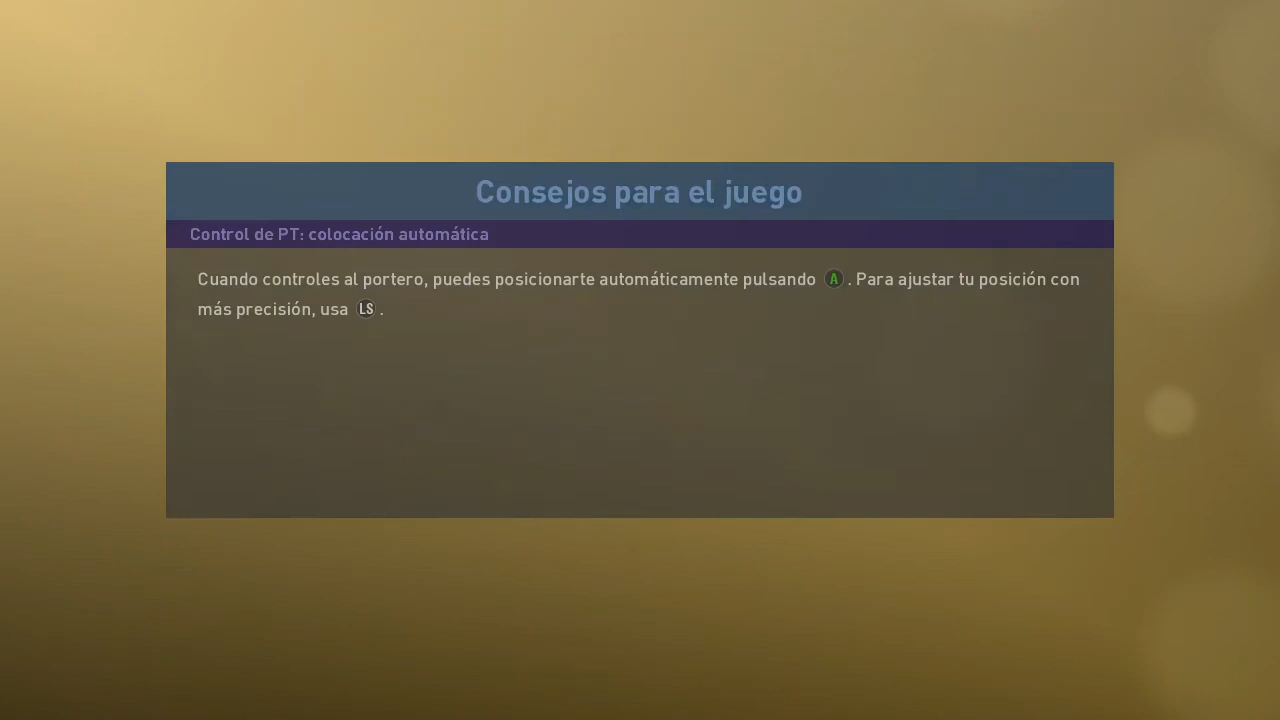 Consejos para el juego
Control de PT: colocación automática
Cuando controles al portero, puedes posicionarte automáticamente pulsando A. Para ajustar tu posición con
más precisión, usa LS.